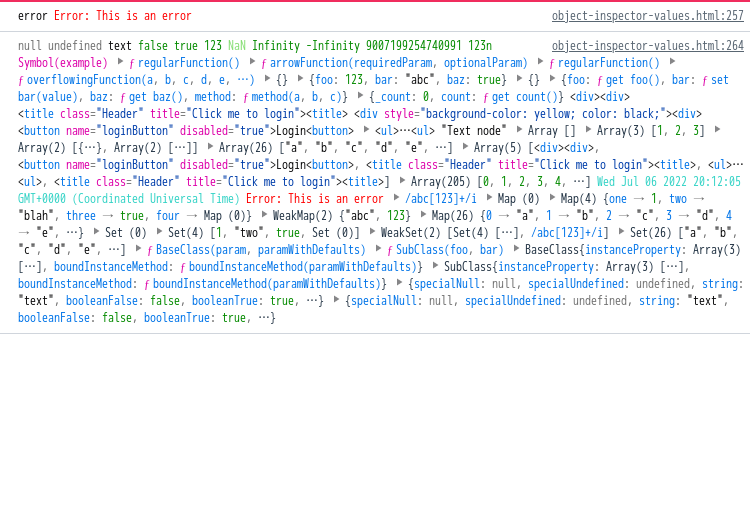 error Error: This is an error object-inspector-values.html:257
null undefined text false true 123 NaN Infinity -Infinity 9007199254740991 123n object-inspector-values.html:264
Symbol(example) ▶ƒ regularFunction() ▶ƒ arrowFunction(requiredParam, optionalParam) ▶ƒ regularFunction() ▶
ƒ overflowingFunction(a, b, c, d, e, …) ▶{} ▶{foo: 123, bar: "abc", baz: true} ▶{} ▶{foo: ƒ get foo(), bar: ƒ set
bar(value), baz: ƒ get baz(), method: ƒ method(a, b, c)} ▶{_count: 0, count: ƒ get count()} <div><div>
<title class="Header" title="Click me to login"><title> <div style="background-color: yellow; color: black;"><div>
<button name="loginButton" disabled="true">Login<button> ▶<ul>⋯<ul> "Text node" ▶Array [] ▶Array(3) [1, 2, 3] ▶
Array(2) [{…}, Array(2) […]] ▶Array(26) ["a", "b", "c", "d", "e", …] ▶Array(5) [<div><div>,
<button name="loginButton" disabled="true">Login<button>, <title class="Header" title="Click me to login"><title>, <ul>⋯
<ul>, <title class="Header" title="Click me to login"><title>] ▶Array(205) [0, 1, 2, 3, 4, …] Wed Jul 06 2022 20:12:05
GMT+0000 (Coordinated Universal Time) Error: This is an error ▶/abc[123]+/i ▶Map (0) ▶Map(4) {one → 1, two →
"blah", three → true, four → Map (0)} ▶WeakMap(2) {"abc", 123} ▶Map(26) {0 → "a", 1 → "b", 2 → "c", 3 → "d", 4
→ "e", …} ▶Set (0) ▶Set(4) [1, "two", true, Set (0)] ▶WeakSet(2) [Set(4) […], /abc[123]+/i] ▶Set(26) ["a", "b",
"c", "d", "e", …] ▶ƒ BaseClass(param, paramWithDefaults) ▶ƒ SubClass(foo, bar) ▶BaseClass{instanceProperty: Array(3)
[…], boundInstanceMethod: ƒ boundInstanceMethod(paramWithDefaults)} ▶SubClass{instanceProperty: Array(3) […],
boundInstanceMethod: ƒ boundInstanceMethod(paramWithDefaults)} ▶{specialNull: null, specialUndefined: undefined, string:
"text", booleanFalse: false, booleanTrue: true, …} ▶{specialNull: null, specialUndefined: undefined, string: "text",
booleanFalse: false, booleanTrue: true, …}